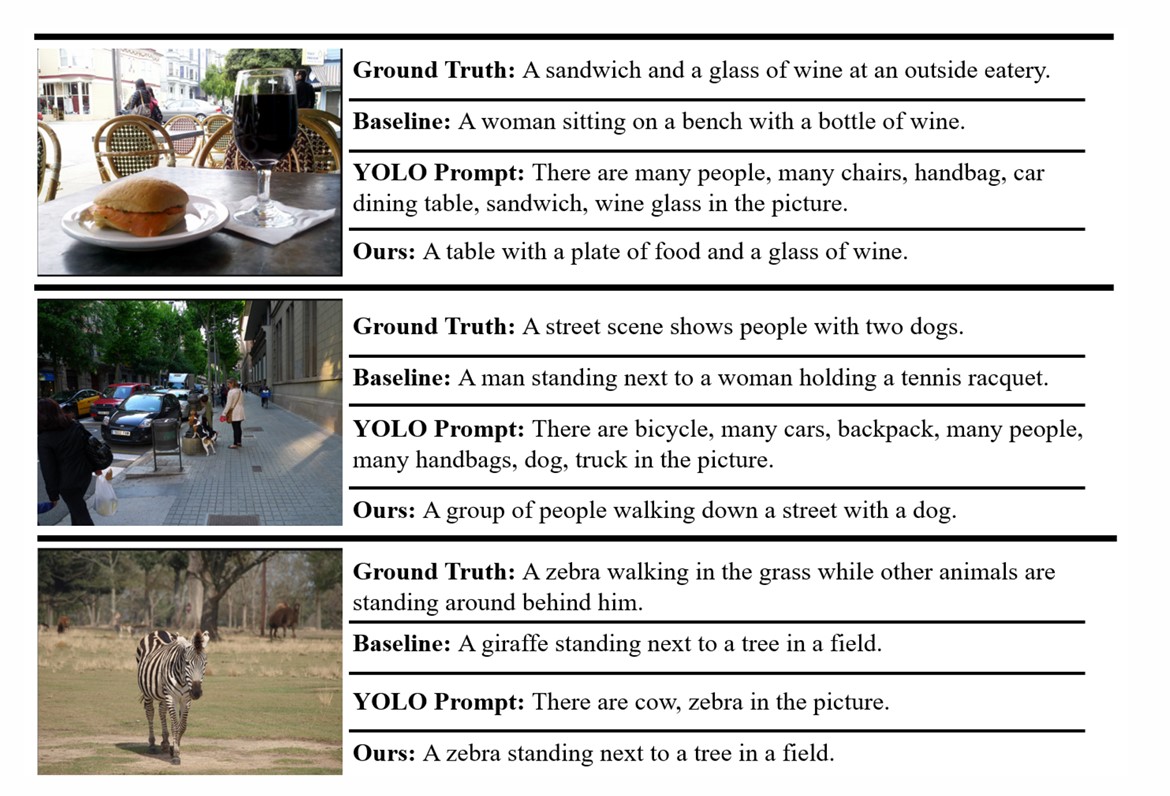 Ground Truth: A sandwich and a glass of wine at an outside eatery.
Baseline: A woman sitting on a bench with a bottle of wine.
YOLO Prompt: There are many people, many chairs, handbag, car
dining table, sandwich, wine glass in the picture.
Ours: A table with a plate of food and a glass of wine.
Ground Truth: A street scene shows people with two dogs.
Baseline: A man standing next to a woman holding a tennis racquet.
YOLO Prompt: There are bicycle, many cars, backpack, many people,
many handbags, dog, truck in the picture.
Ours: A group of people walking down a street with a dog.
Ground Truth: A zebra walking in the grass while other animals are
standing around behind him.
Baseline: A giraffe standing next to a tree in a field.
YOLO Prompt: There are cow, zebra in the picture.
Ours: A zebra standing next to a tree in a field.